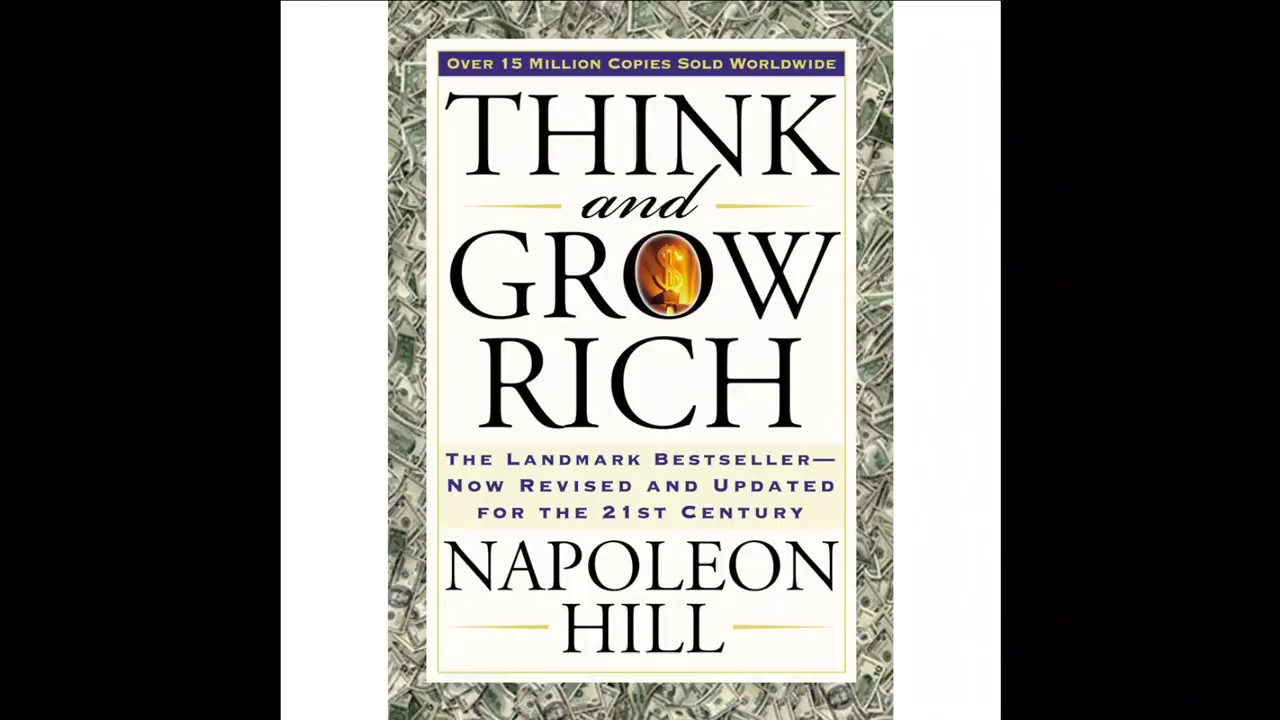 OVER 15 MILLION COPIES SOLD WORLDWIDE
THINK
and
GROW
RICH
THE LANDMARK BESTSELLER—
NOW REVISED AND UPDATED
FOR THE 21ST CENTURY
NAPOLEON
HILL